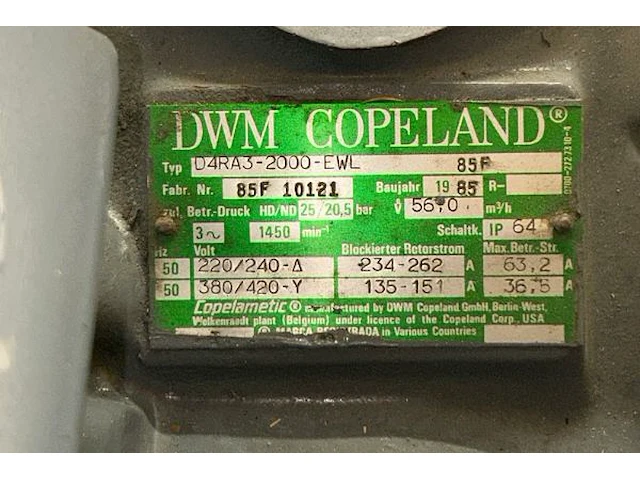 DWM COPELAND®
Typ D4RA3-2000-EWL 85F
Fabr. Nr. 85F 10121 Baujahr 1985 R-
zul. Betr.-Druck HD/ND 25/20,5 bar V̇ 56,0 m³/h
3~ 1450 min⁻¹ Schaltk. IP 64
Volt Blockierter Rotorstrom Max.Betr.-Str.
50 220/240-Δ 234-262 A 63,2 A
50 380/420-Y 135-151 A 36,5 A
Copelametic® manufactured by DWM Copeland GmbH, Berlin-West,
Welkenraedt plant (Belgium) under licence of the Copeland Corp., USA
® MARCA REGISTRADA in Various Countries